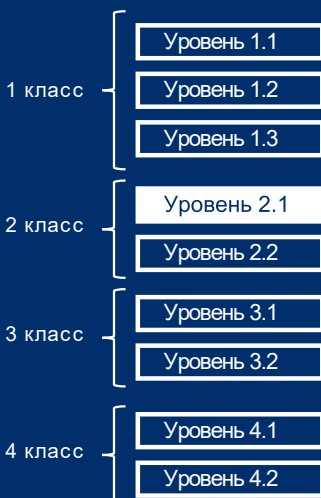 1 класс
Уровень 1.1
Уровень 1.2
Уровень 1.3
2 класс
Уровень 2.1
Уровень 2.2
3 класс
Уровень 3.1
Уровень 3.2
4 класс
Уровень 4.1
Уровень 4.2